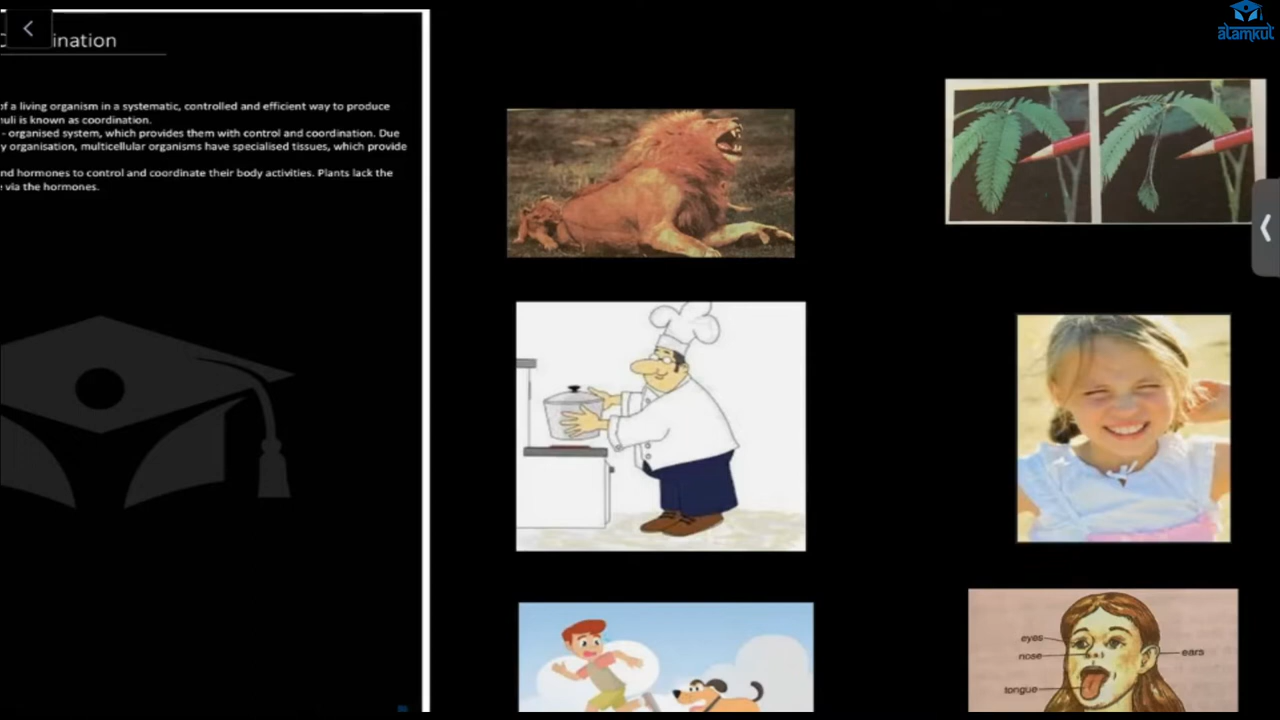 ination
of a living organism in a systematic, controlled and efficient way to produce
uli is known as coordination.
- organised system, which provides them with control and coordination. Due
y organisation, multicellular organisms have specialised tissues, which provide
nd hormones to control and coordinate their body activities. Plants lack the
via the hormones.
alamkul
eyes
nose
ears
tongue